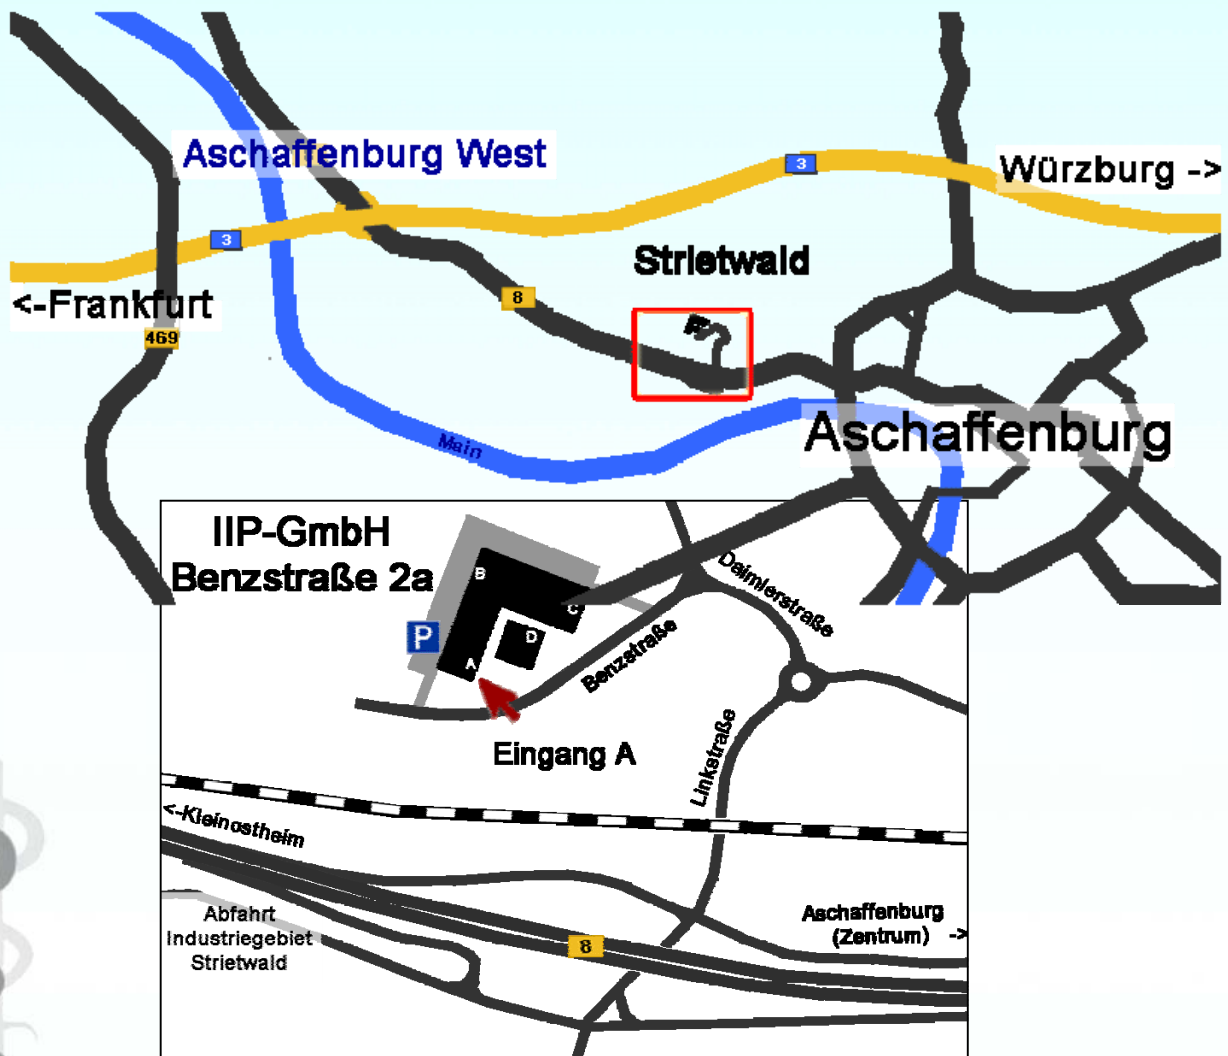 Aschaffenburg West
3
Würzburg ->
3
Strietwald
<-Frankfurt
8
469
Aschaffenburg
Main
IIP-GmbH
Benzstraße 2a
Daimlerstraße
B
C
D
P
A
Benzstraße
Eingang A
Linkstraße
<-Kleinostheim
Abfahrt
Industriegebiet
Strietwald
Aschaffenburg
(Zentrum) ->
8